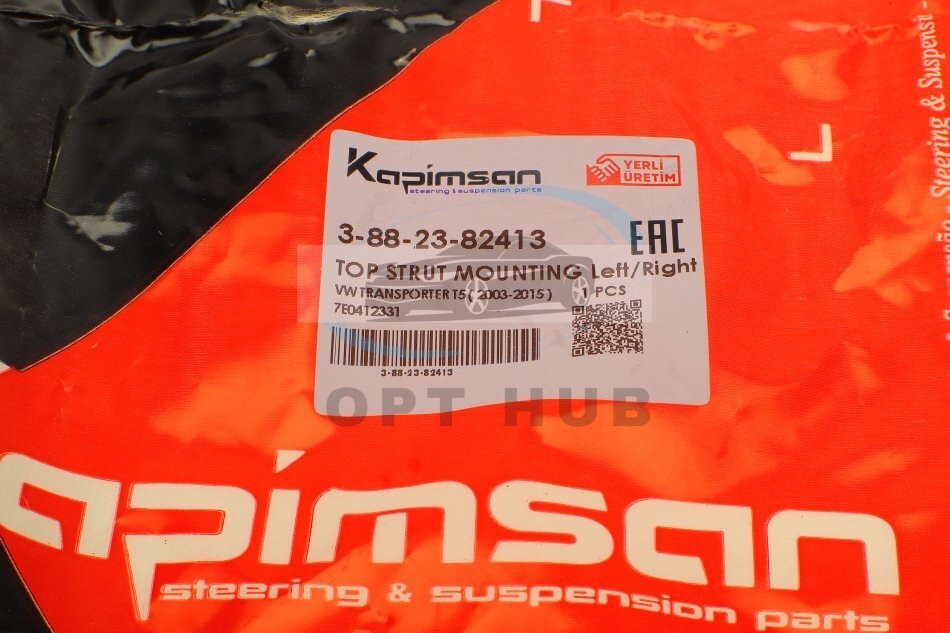 Kapimsan
steering & suspension parts
YERLİ
ÜRETİM
3-88-23-82413
EAC
TOP STRUT MOUNTING Left/Right
VW TRANSPORTER T5 ( 2003-2015 ) 1 PCS
7E0412331
3-88-23-82413
OPT HUB
Steering & Suspensi
apimsan
steering & suspension parts